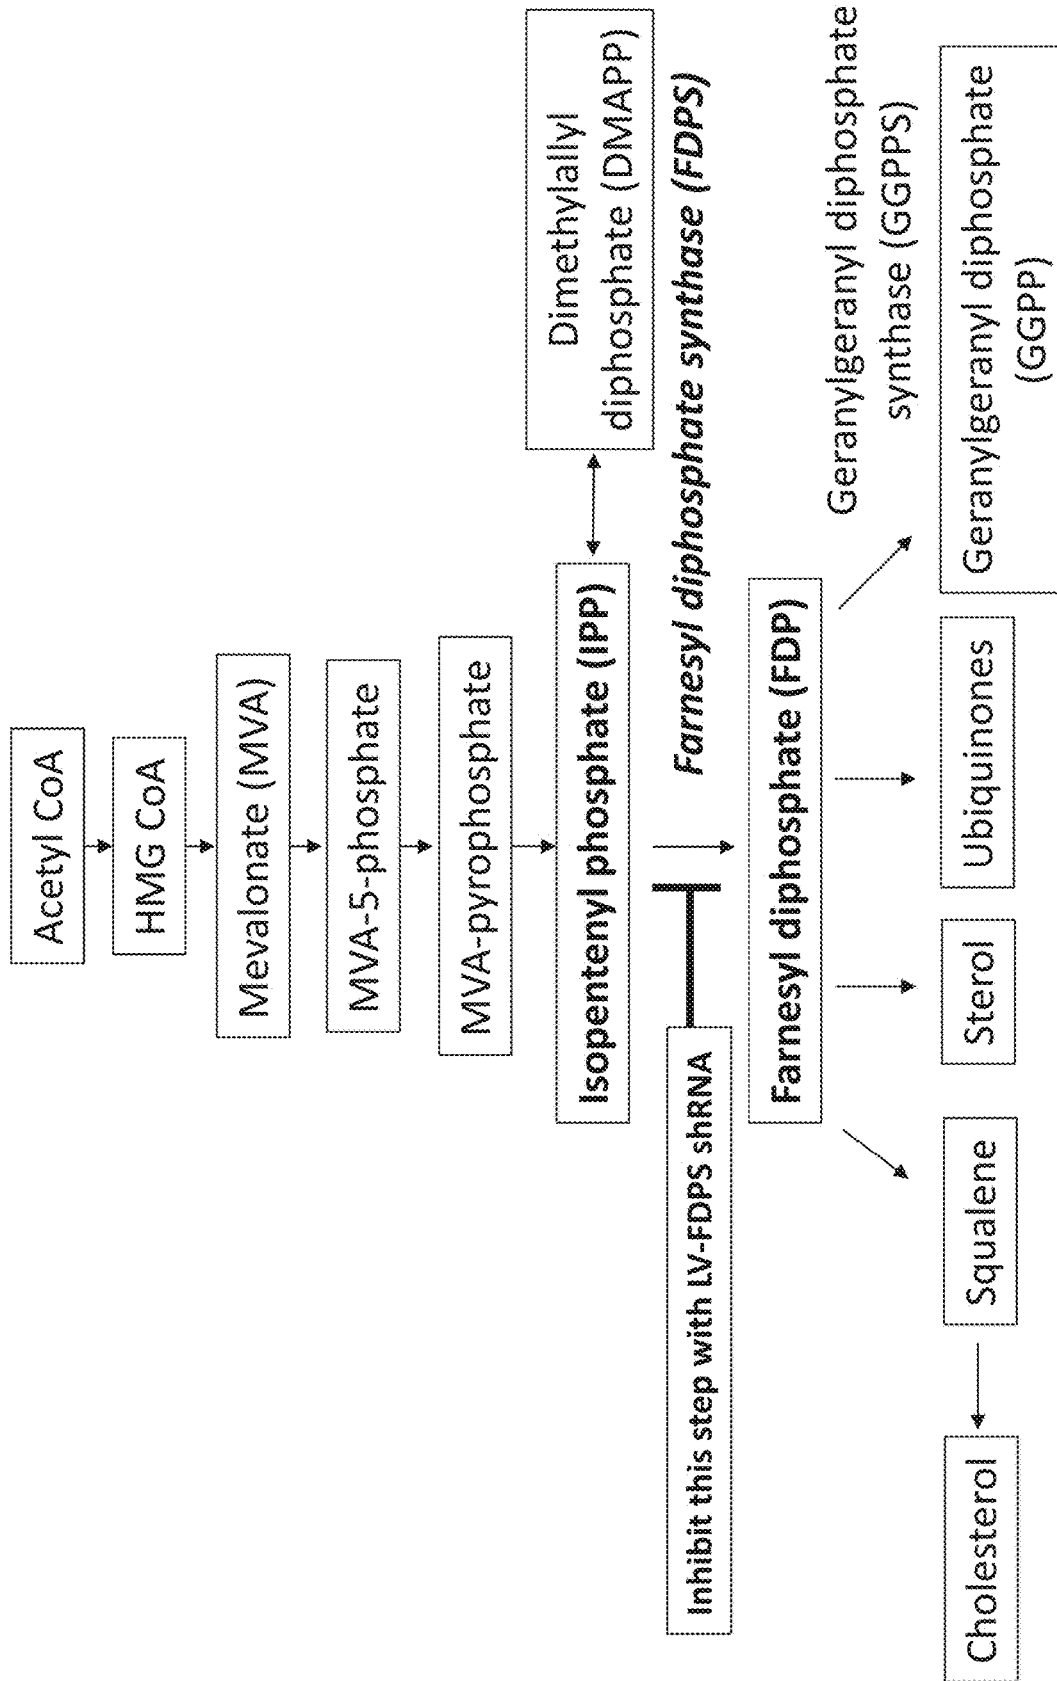 Acetyl CoA
HMG CoA
Mevalonate (MVA)
MVA-5-phosphate
MVA-pyrophosphate
Isopentenyl phosphate (IPP)
Dimethylallyl
diphosphate (DMAPP)
Inhibit this step with LV-FDPS shRNA
Farnesyl diphosphate synthase (FDPS)
Farnesyl diphosphate (FDP)
Geranylgeranyl diphosphate
synthase (GGPPS)
Cholesterol
Squalene
Sterol
Ubiquinones
Geranylgeranyl diphosphate
(GGPP)